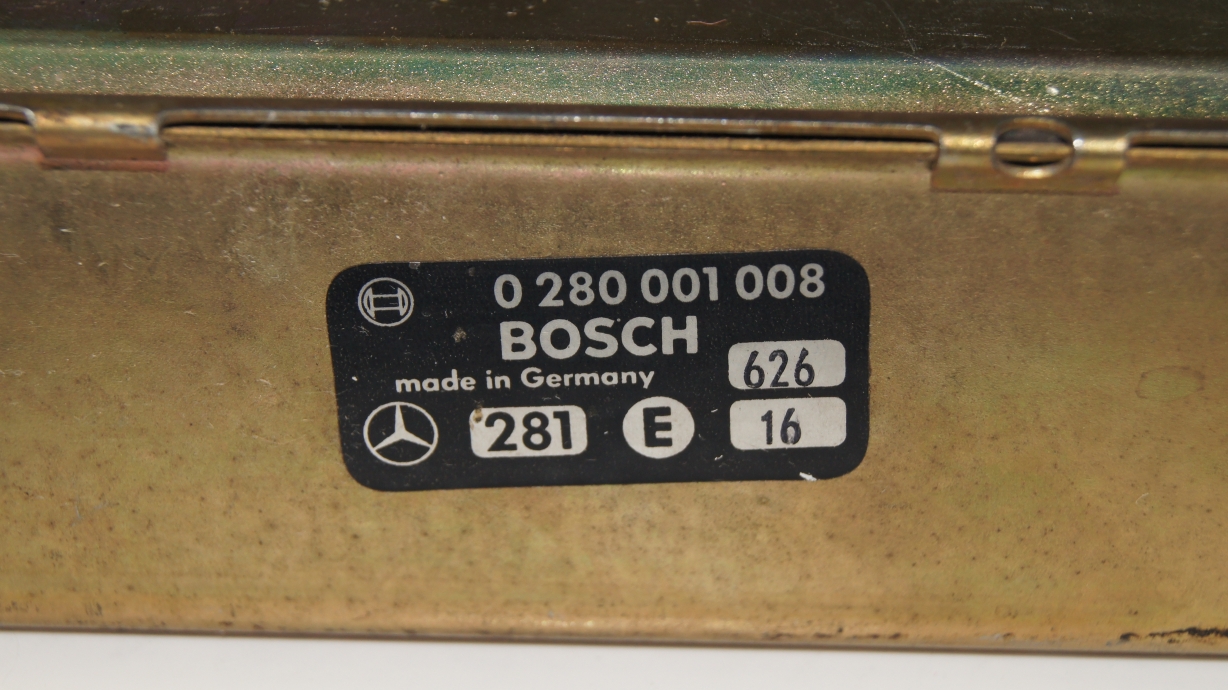 0 280 001 008
BOSCH
made in Germany
626
281 E 16